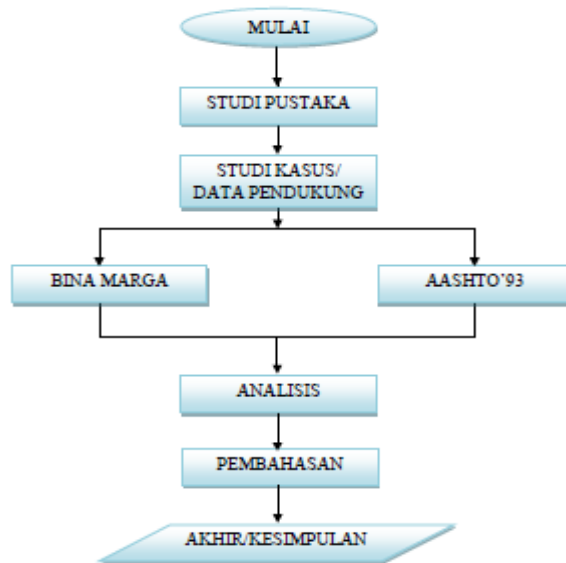 MULAI
STUDI PUSTAKA
STUDI KASUS/
DATA PENDUKUNG
BINA MARGA
AASHTO’93
ANALISIS
PEMBAHASAN
AKHIR/KESIMPULAN